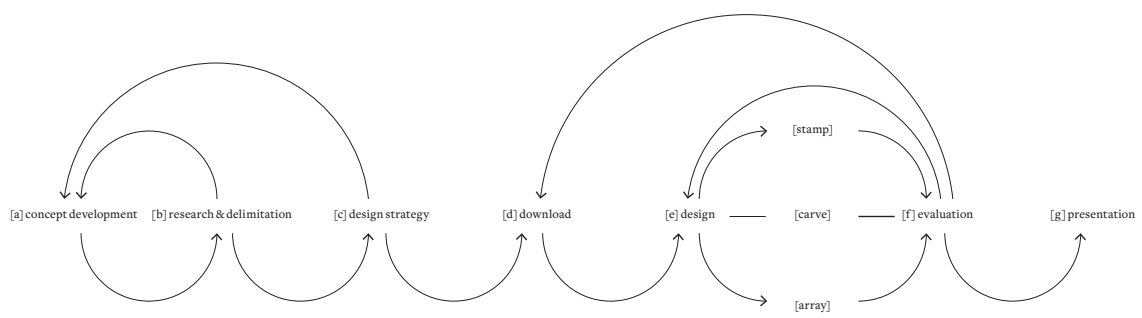 [stamp]
[a] concept development [b] research & delimitation [c] design strategy [d] download [e] design [carve] [f] evaluation [g] presentation
[array]